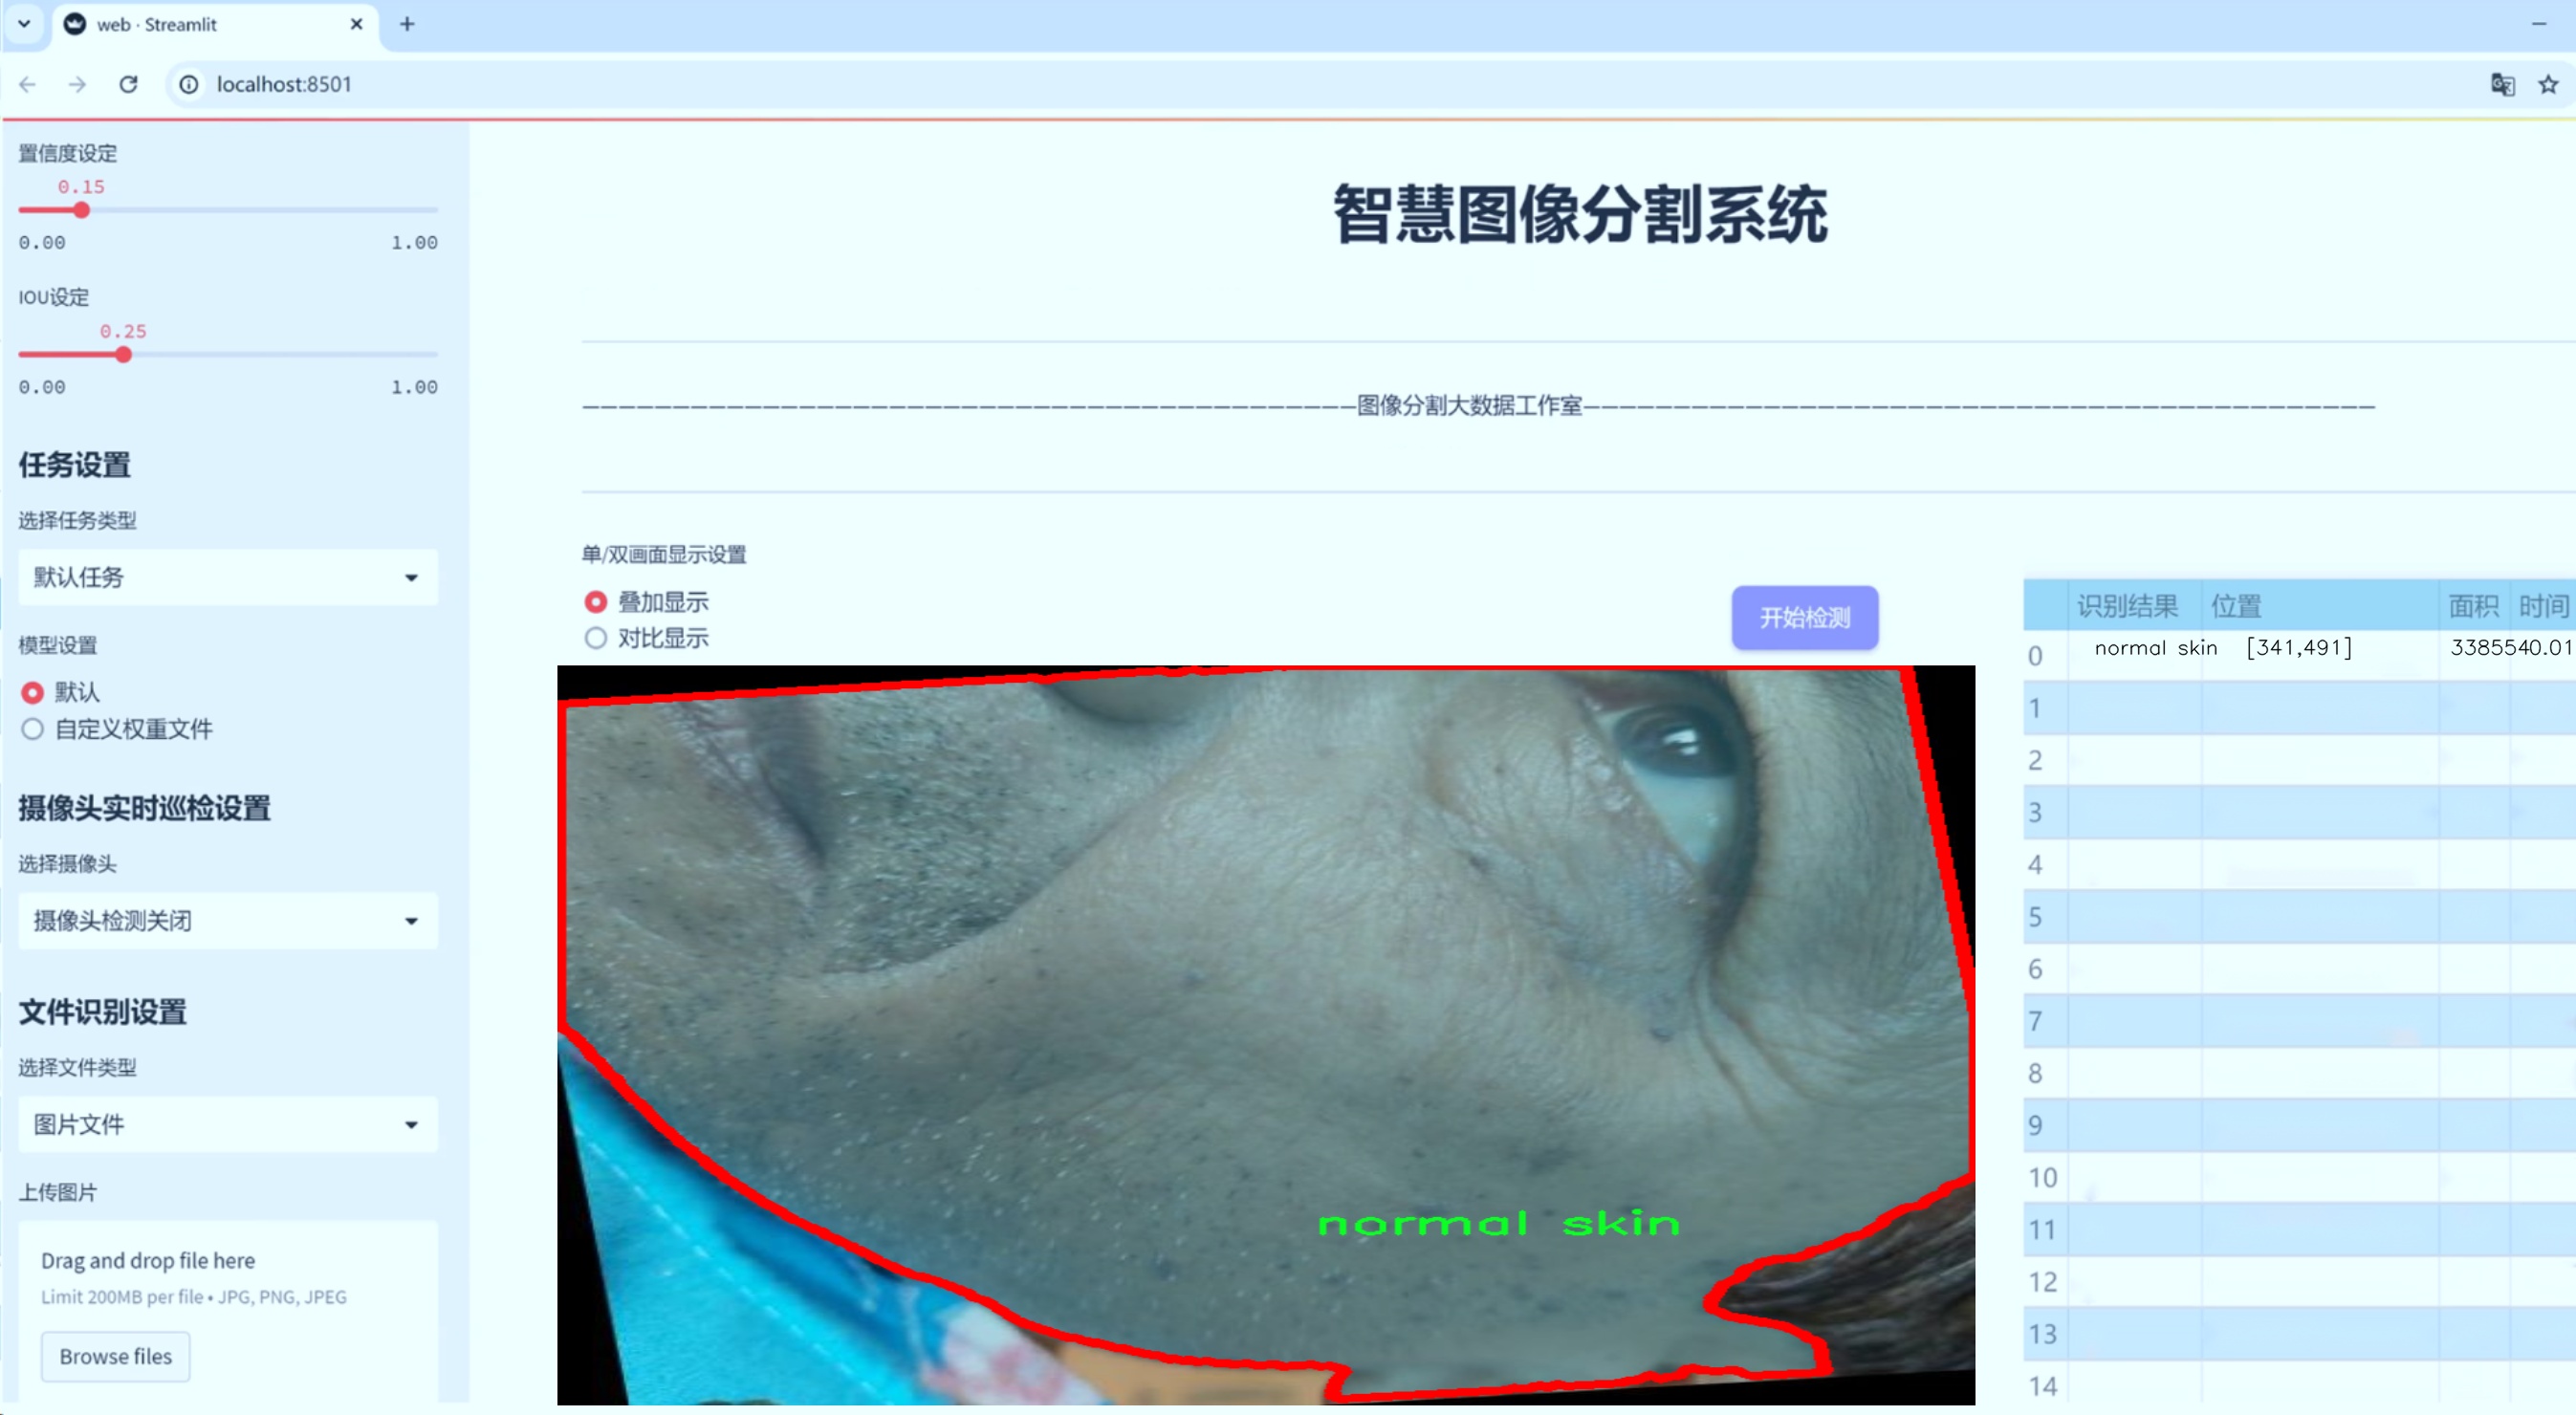 web · Streamlit
localhost:8501
置信度设定
0.15
0.00 1.00
IOU设定
0.25
0.00 1.00
任务设置
选择任务类型
默认任务
模型设置
默认
自定义权重文件
摄像头实时巡检设置
选择摄像头
摄像头检测关闭
文件识别设置
选择文件类型
图片文件
上传图片
Drag and drop file here
Limit 200MB per file • JPG, PNG, JPEG
Browse files
智慧图像分割系统
———————————————————————————————————————————图像分割大数据工作室————————————————————————————————————————————
单/双画面显示设置
叠加显示
对比显示
开始检测
normal skin
识别结果 位置 面积 时间
0 normal skin [341,491] 3385540.01
1
2
3
4
5
6
7
8
9
10
11
12
13
14